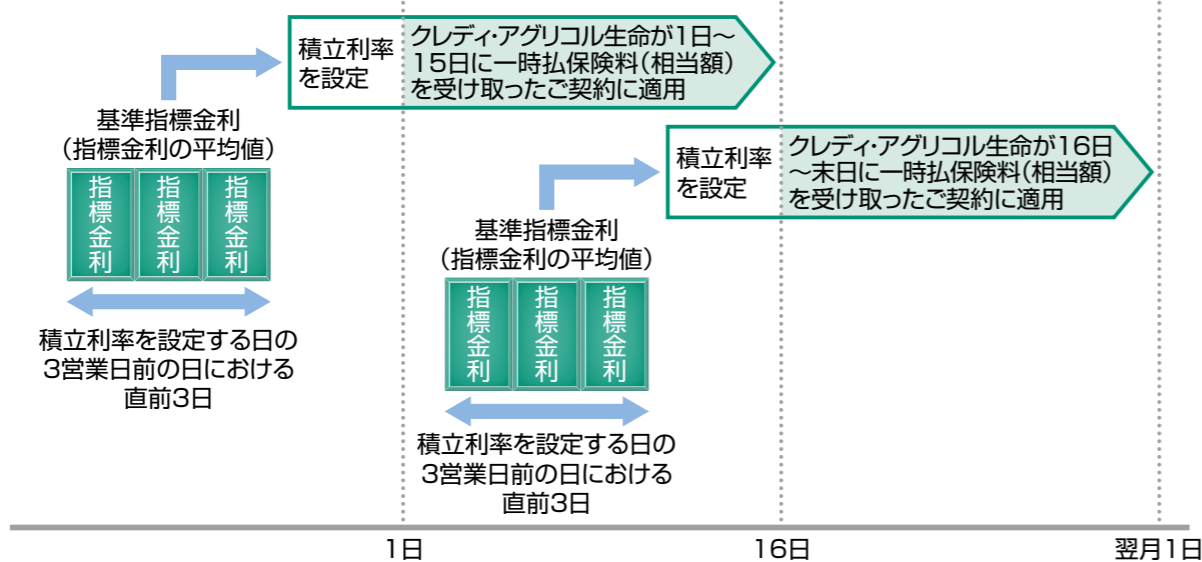 積立利率
を設定
クレディ・アグリコル生命が1日～
15日に一時払保険料（相当額）
を受け取ったご契約に適用
基準指標金利
（指標金利の平均値）
指標金利
指標金利
指標金利
積立利率を設定する日の
3営業日前の日における
直前3日
積立利率
を設定
クレディ・アグリコル生命が16日
～末日に一時払保険料（相当額）
を受け取ったご契約に適用
基準指標金利
（指標金利の平均値）
指標金利
指標金利
指標金利
積立利率を設定する日の
3営業日前の日における
直前3日
1日
16日
翌月1日